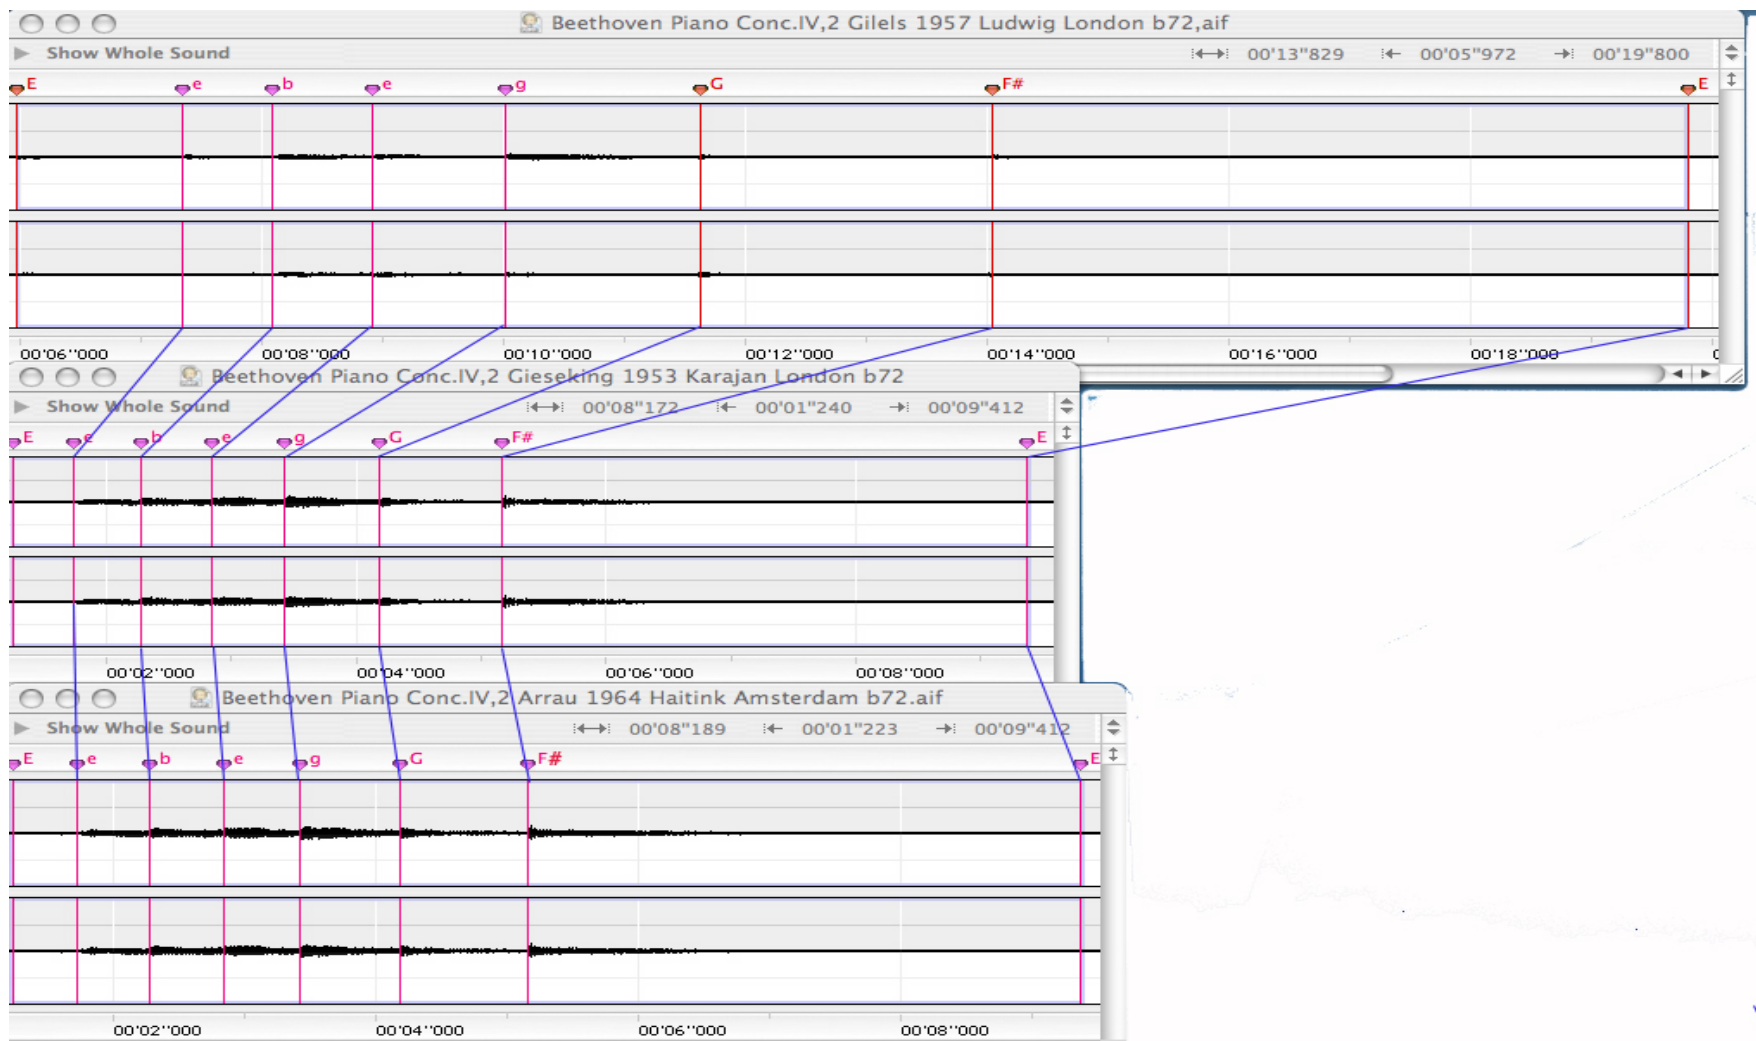 Beethoven Piano Conc.IV,2 Gilels 1957 Ludwig London b72,aif
Show Whole Sound 00'13"829 00'05"972 00'19"800
E e b e g G F# E
00'06"000 00'08"000 00'10"000 00'12"000 00'14"000 00'16"000 00'18"000
Beethoven Piano Conc.IV,2 Gieseking 1953 Karajan London b72
Show Whole Sound 00'08"172 00'01"240 00'09"412
E e b e g G F# E
00'02"000 00'04"000 00'06"000 00'08"000
Beethoven Piano Conc.IV,2 Arrau 1964 Haitink Amsterdam b72.aif
Show Whole Sound 00'08"189 00'01"223 00'09"412
E e b e g G F# E
00'02"000 00'04"000 00'06"000 00'08"000